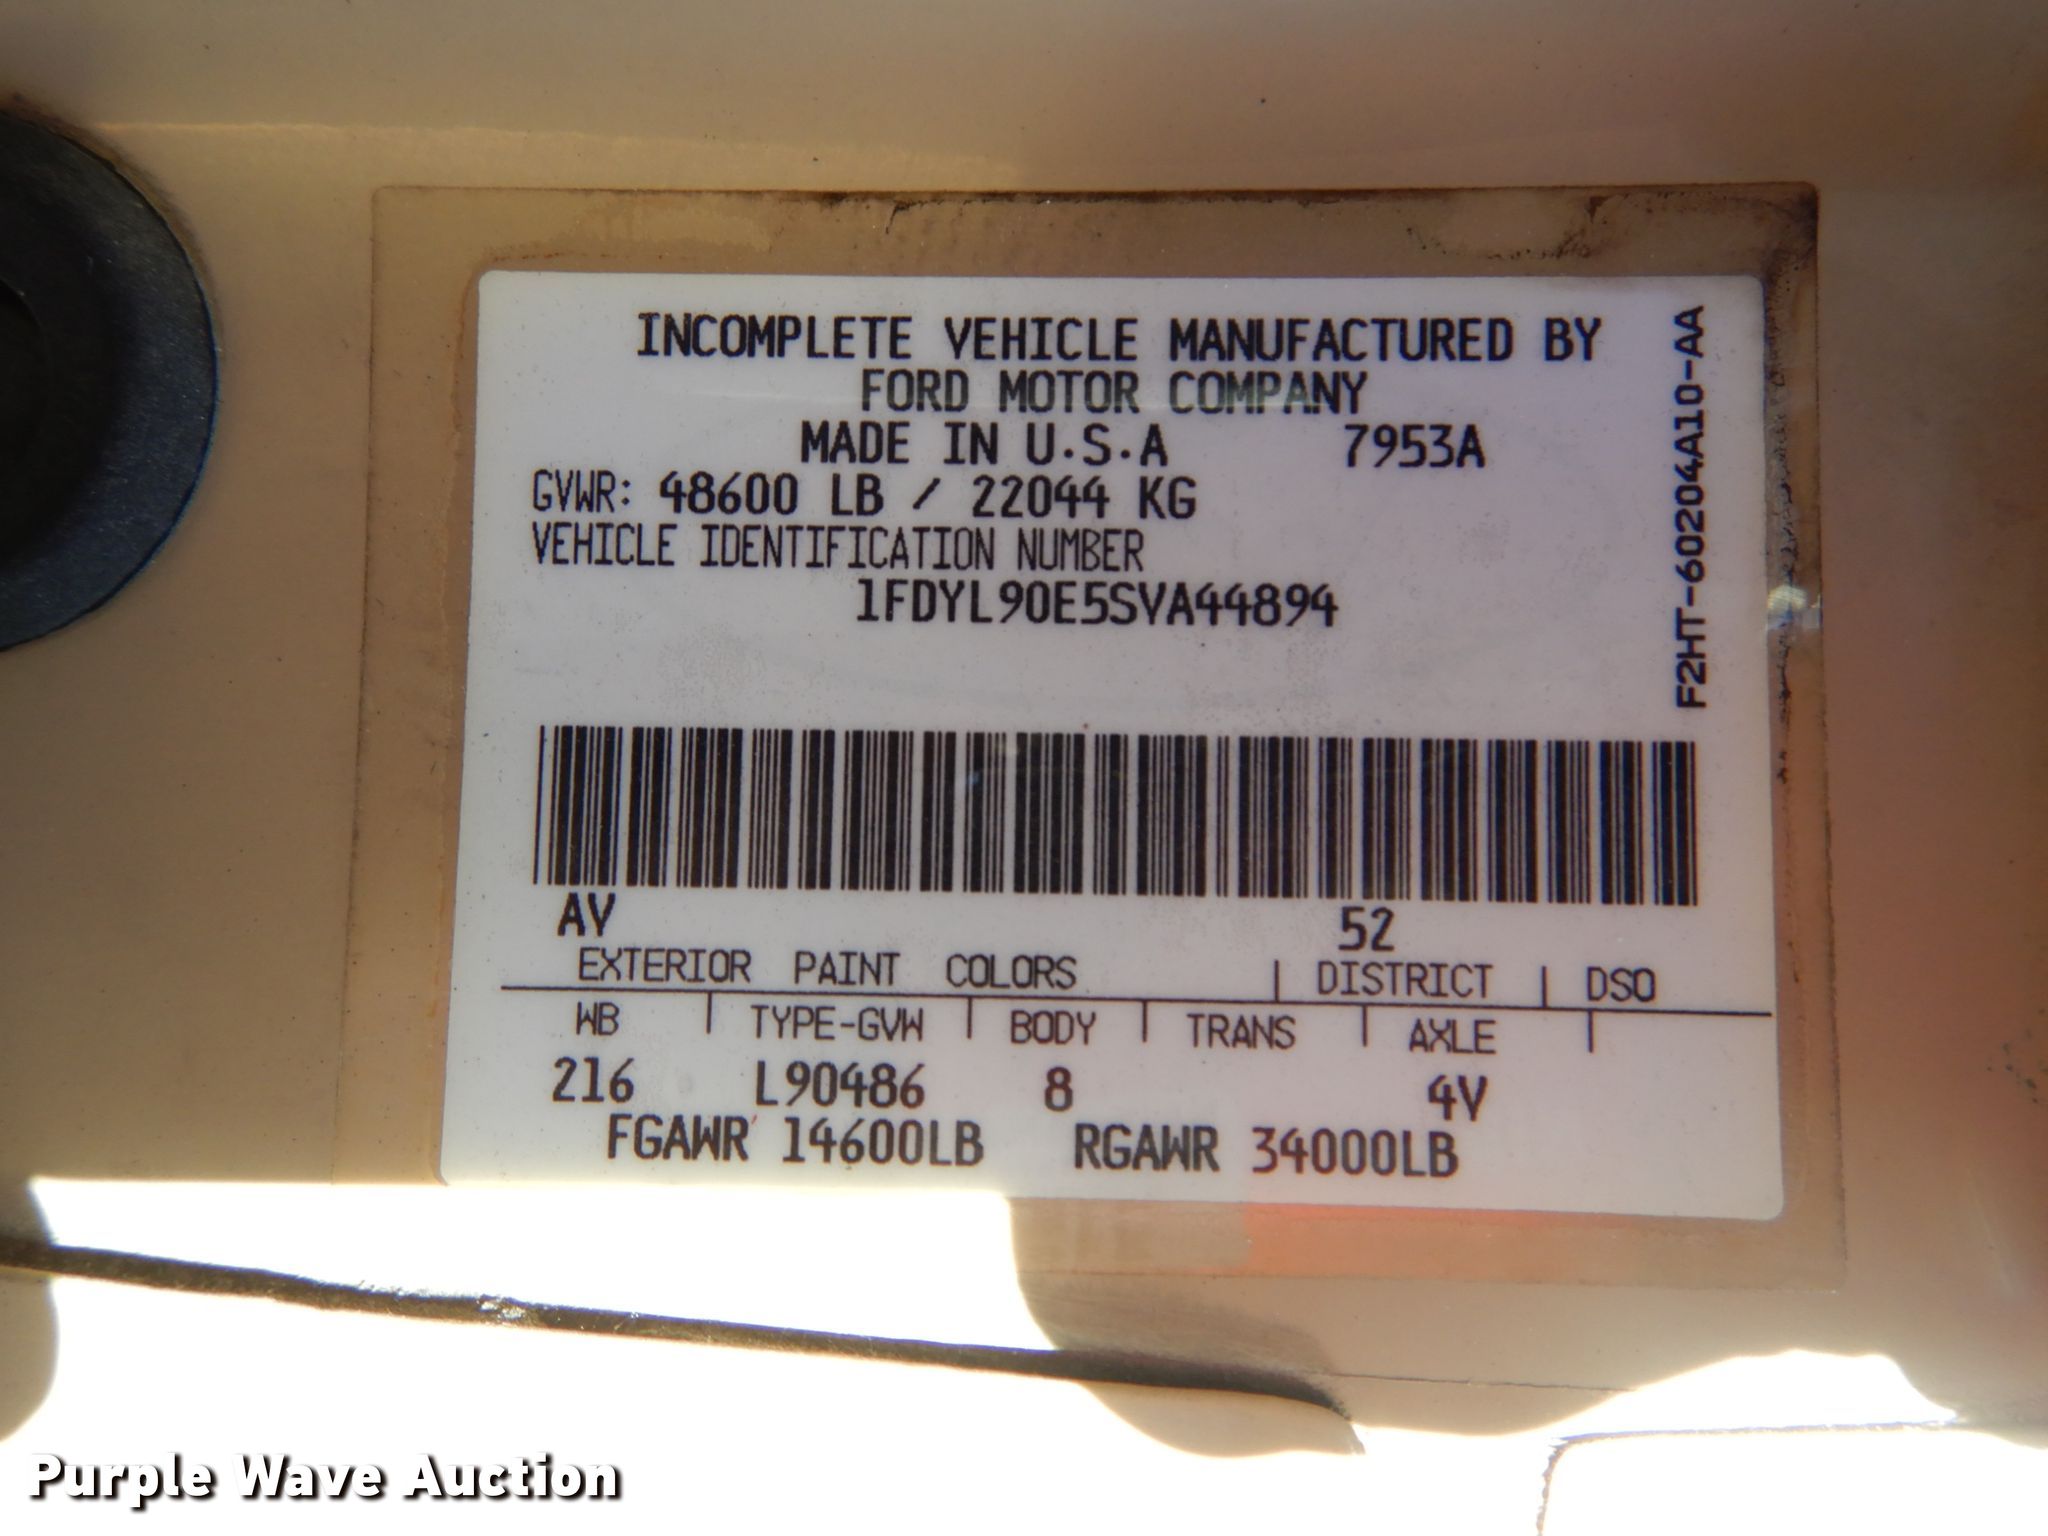 INCOMPLETE VEHICLE MANUFACTURED BY
FORD MOTOR COMPANY
MADE IN U.S.A 7953A
GVWR: 48600 LB / 22044 KG
VEHICLE IDENTIFICATION NUMBER
1FDYL90E5SVA44894
F2HT-60204A10-AA
AV 52
EXTERIOR PAINT COLORS | DISTRICT | DSO
WB | TYPE-GVW | BODY | TRANS | AXLE |
216 L90486 8 4V
FGAWR 14600LB RGAWR 34000LB
Purple Wave Auction